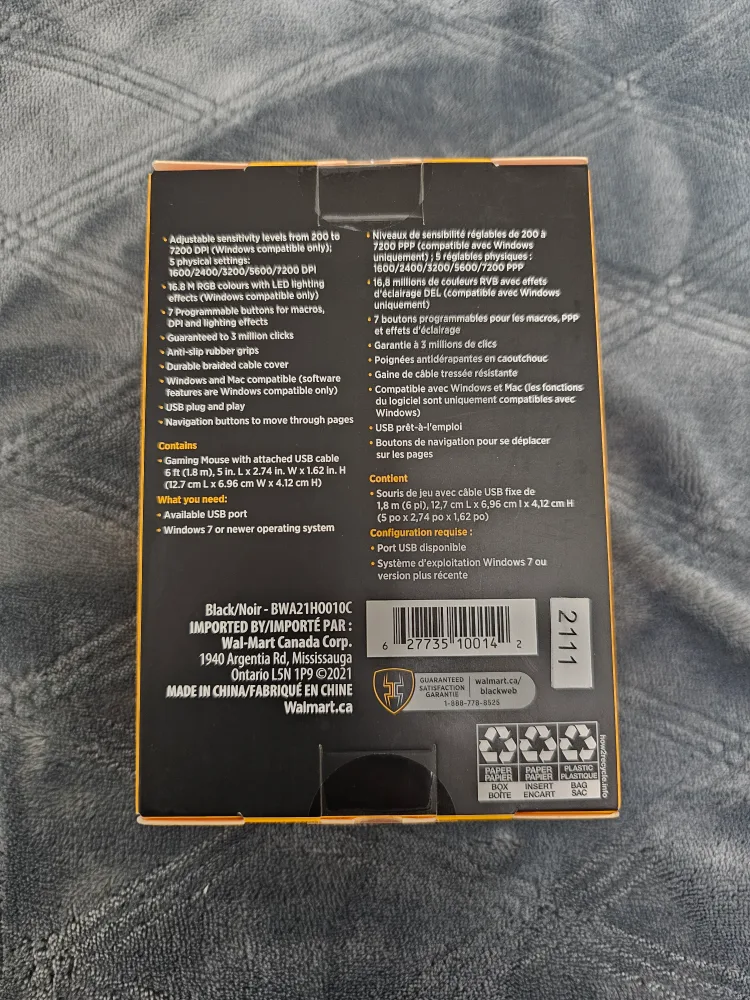 • Adjustable sensitivity levels from 200 to
7200 DPI (Windows compatible only);
5 physical settings:
1600/2400/3200/5600/7200 DPI
• 16.8 M RGB colours with LED lighting
effects (Windows compatible only)
• 7 Programmable buttons for macros,
DPI and lighting effects
• Guaranteed to 3 million clicks
• Anti-slip rubber grips
• Durable braided cable cover
• Windows and Mac compatible (software
features are Windows compatible only)
• USB plug and play
• Navigation buttons to move through pages
Contains
• Gaming Mouse with attached USB cable
6 ft (1.8 m), 5 in. L x 2.74 in. W x 1.62 in. H
(12.7 cm L x 6.96 cm W x 4.12 cm H)
What you need:
• Available USB port
• Windows 7 or newer operating system
• Niveaux de sensibilité réglables de 200 à
7200 PPP (compatible avec Windows
uniquement) ; 5 réglables physiques :
1600/2400/3200/5600/7200 PPP
• 16,8 millions de couleurs RVB avec effets
d'éclairage DEL (compatible avec Windows
uniquement)
• 7 boutons programmables pour les macros, PPP
et effets d'éclairage
• Garantie à 3 millions de clics
• Poignées antidérapantes en caoutchouc
• Gaine de câble tressée résistante
• Compatible avec Windows et Mac (les fonctions
du logiciel sont uniquement compatibles avec
Windows)
• USB prêt-à-l'emploi
• Boutons de navigation pour se déplacer
sur les pages
Contient
• Souris de jeu avec câble USB fixe de
1,8 m (6 pi), 12,7 cm L x 6,96 cm l x 4,12 cm H
(5 po x 2,74 po x 1,62 po)
Configuration requise :
• Port USB disponible
• Système d'exploitation Windows 7 ou
version plus récente
Black/Noir - BWA21HO010C
IMPORTED BY/IMPORTÉ PAR :
Wal-Mart Canada Corp.
1940 Argentia Rd, Mississauga
Ontario L5N 1P9 ©2021
MADE IN CHINA/FABRIQUÉ EN CHINE
Walmart.ca
6 27735 10014 2
2111
GUARANTEED
SATISFACTION
GARANTIE
walmart.ca/
blackweb
1-888-778-8525
PAPER
PAPIER
BOX
BOÎTE
PAPER
PAPIER
INSERT
ENCART
PLASTIC
PLASTIQUE
BAG
SAC
how2recycle.info